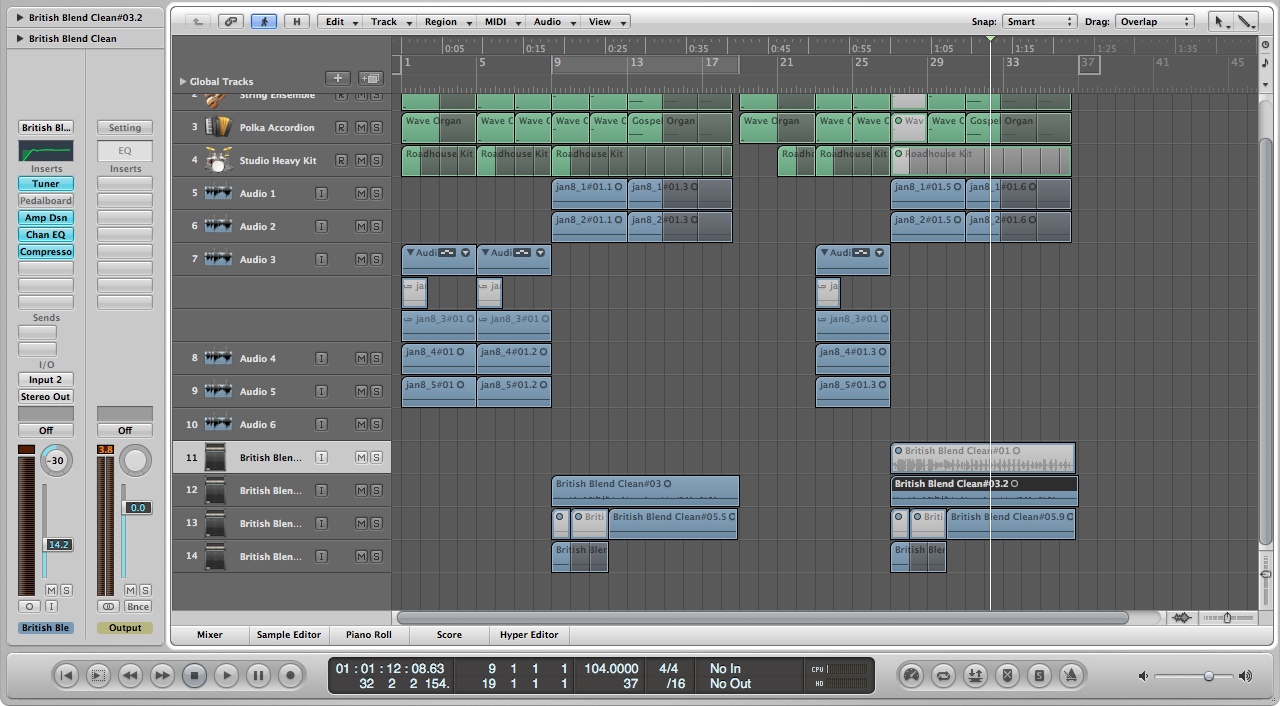 British Blend Clean#03.2
British Blend Clean
Edit Track Region MIDI Audio View Snap: Smart Drag: Overlap
H
0:05 0:15 0:25 0:35 0:45 0:55 1:05 1:15 1:25 1:35
1 5 9 13 17 21 25 29 33 37 41 45
Global Tracks
2 String Ensemble R M S
3 Polka Accordion R M S
Wave Organ Wave C Wave C Wave C Wave C Gospel Organ Wave Organ Wave C Wave C Wav Wave C Gospel Organ
4 Studio Heavy Kit R M S
Roadhouse Kit Roadhouse Kit Roadhouse Kit Roadh Roadhouse Kit Roadhouse Kit
5 Audio 1 I M S
jan8_1#01.1 jan8_1#01.3 jan8_1#01.5 jan8_1#01.6
6 Audio 2 I M S
jan8_2#01.1 jan8_2#01.3 jan8_2#01.5 jan8_2#01.6
7 Audio 3 I M S
Audi Audi Audi
ja ja ja
jan8_3#01 jan8_3#01 jan8_3#01
8 Audio 4 I M S
jan8_4#01 jan8_4#01.2 jan8_4#01.3
9 Audio 5 I M S
jan8_5#01 jan8_5#01.2 jan8_5#01.3
10 Audio 6 I M S
11 British Blen... I M S
British Blend Clean#01
12 British Blen... I M S
British Blend Clean#03 British Blend Clean#03.2
13 British Blen... I M S
Briti British Blend Clean#05.5 Briti British Blend Clean#05.9
14 British Blen... I M S
British Blen British Blen
British Bl... Setting
EQ
Inserts Inserts
Tuner
Pedalboard
Amp Dsn
Chan EQ
Compresso
Sends
I/O
Input 2
Stereo Out
Off Off
3.8
-30
0.0
14.2
M S M S
I Bnce
British Ble Output
Mixer Sample Editor Piano Roll Score Hyper Editor
01 : 01 : 12 : 08.63 9 1 1 1 104.0000 4/4 No In CPU
32 2 2 154. 19 1 1 1 37 /16 No Out HD
S